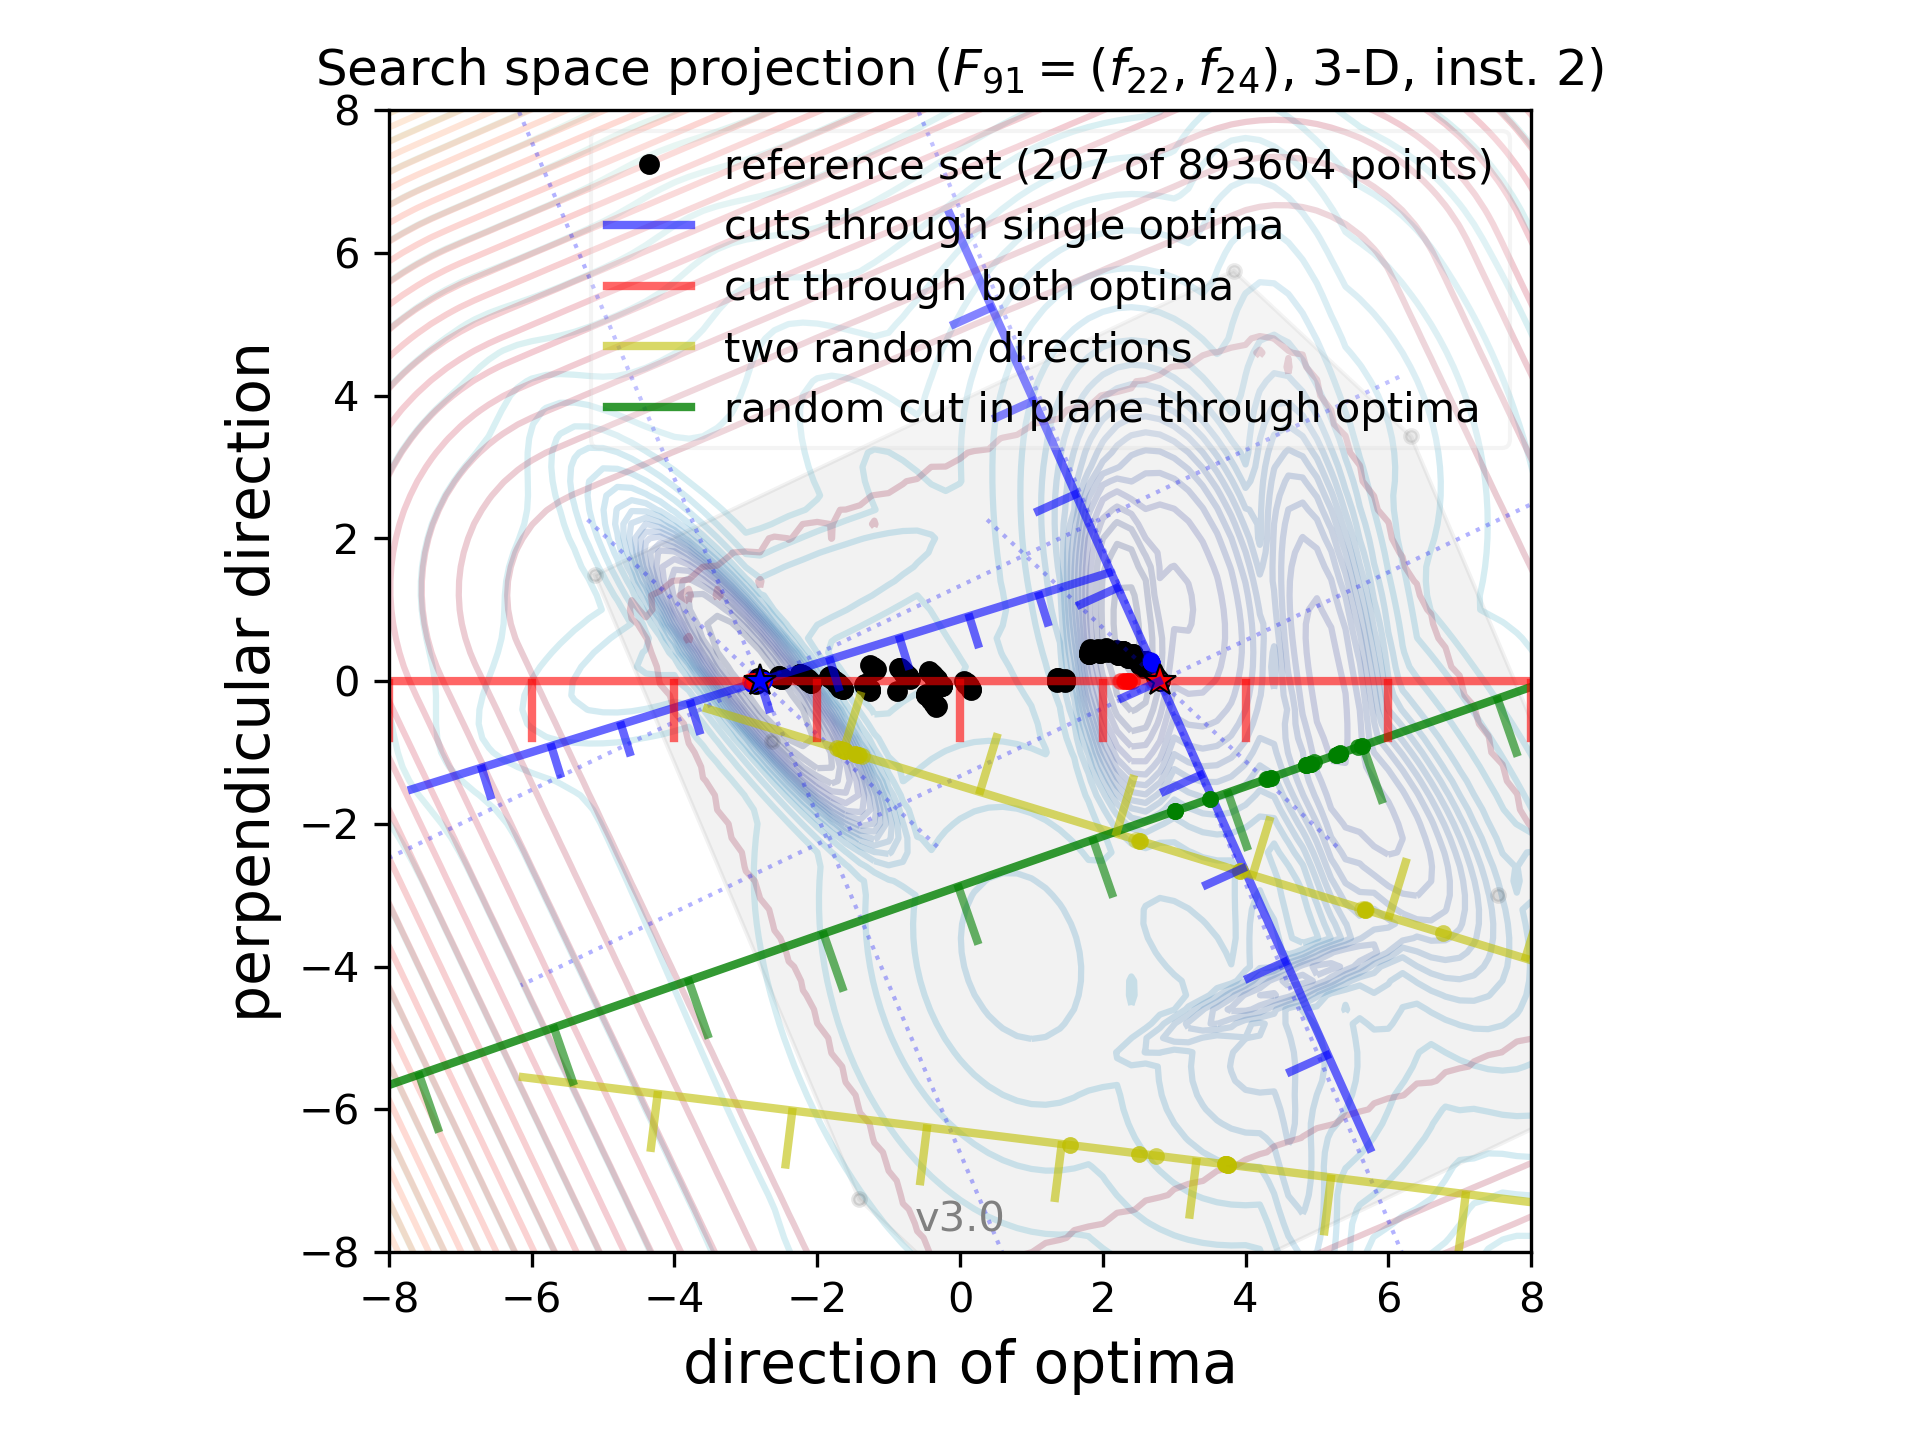 Search space projection (F₉₁ = (f₂₂, f₂₄), 3-D, inst. 2)
reference set (207 of 893604 points)
cuts through single optima
cut through both optima
two random directions
random cut in plane through optima
8
6
4
2
0
−2
−4
−6
−8
perpendicular direction
v3.0
−8 −6 −4 −2 0 2 4 6 8
direction of optima